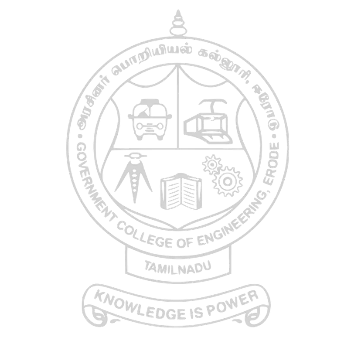 அரசினர் பொறியியல் கல்லூரி, ஈரோடு
GOVERNMENT COLLEGE OF ENGINEERING, ERODE
TAMILNADU
KNOWLEDGE IS POWER